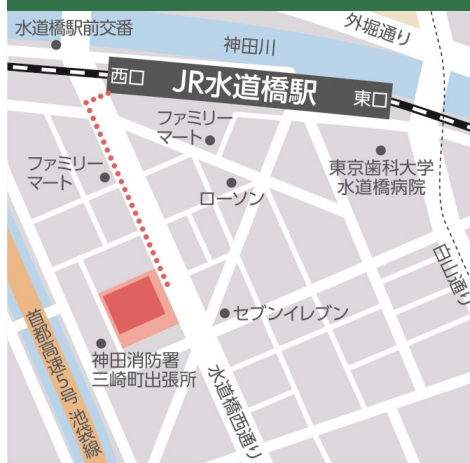 外堀通り
水道橋駅前交番
神田川
西口
JR水道橋駅
東口
ファミリー
マート
ファミリー
マート
東京歯科大学
水道橋病院
ローソン
白山通り
セブンイレブン
首都高速5号 池袋線
神田消防署
三崎町出張所
水道橋西通り